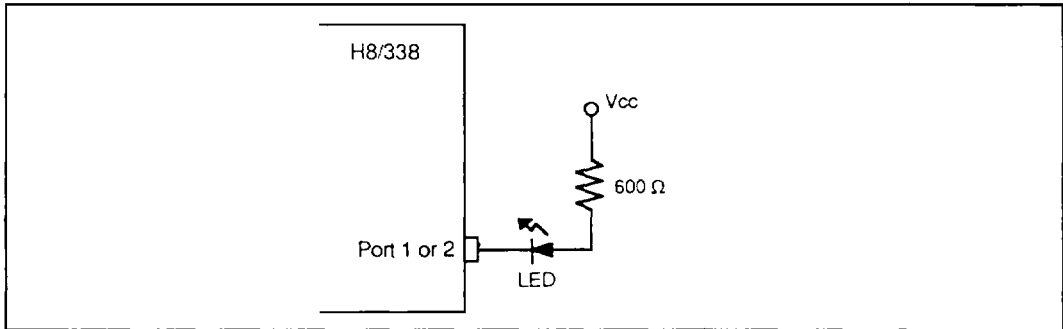 H8/338
Vcc
600 Ω
Port 1 or 2
LED